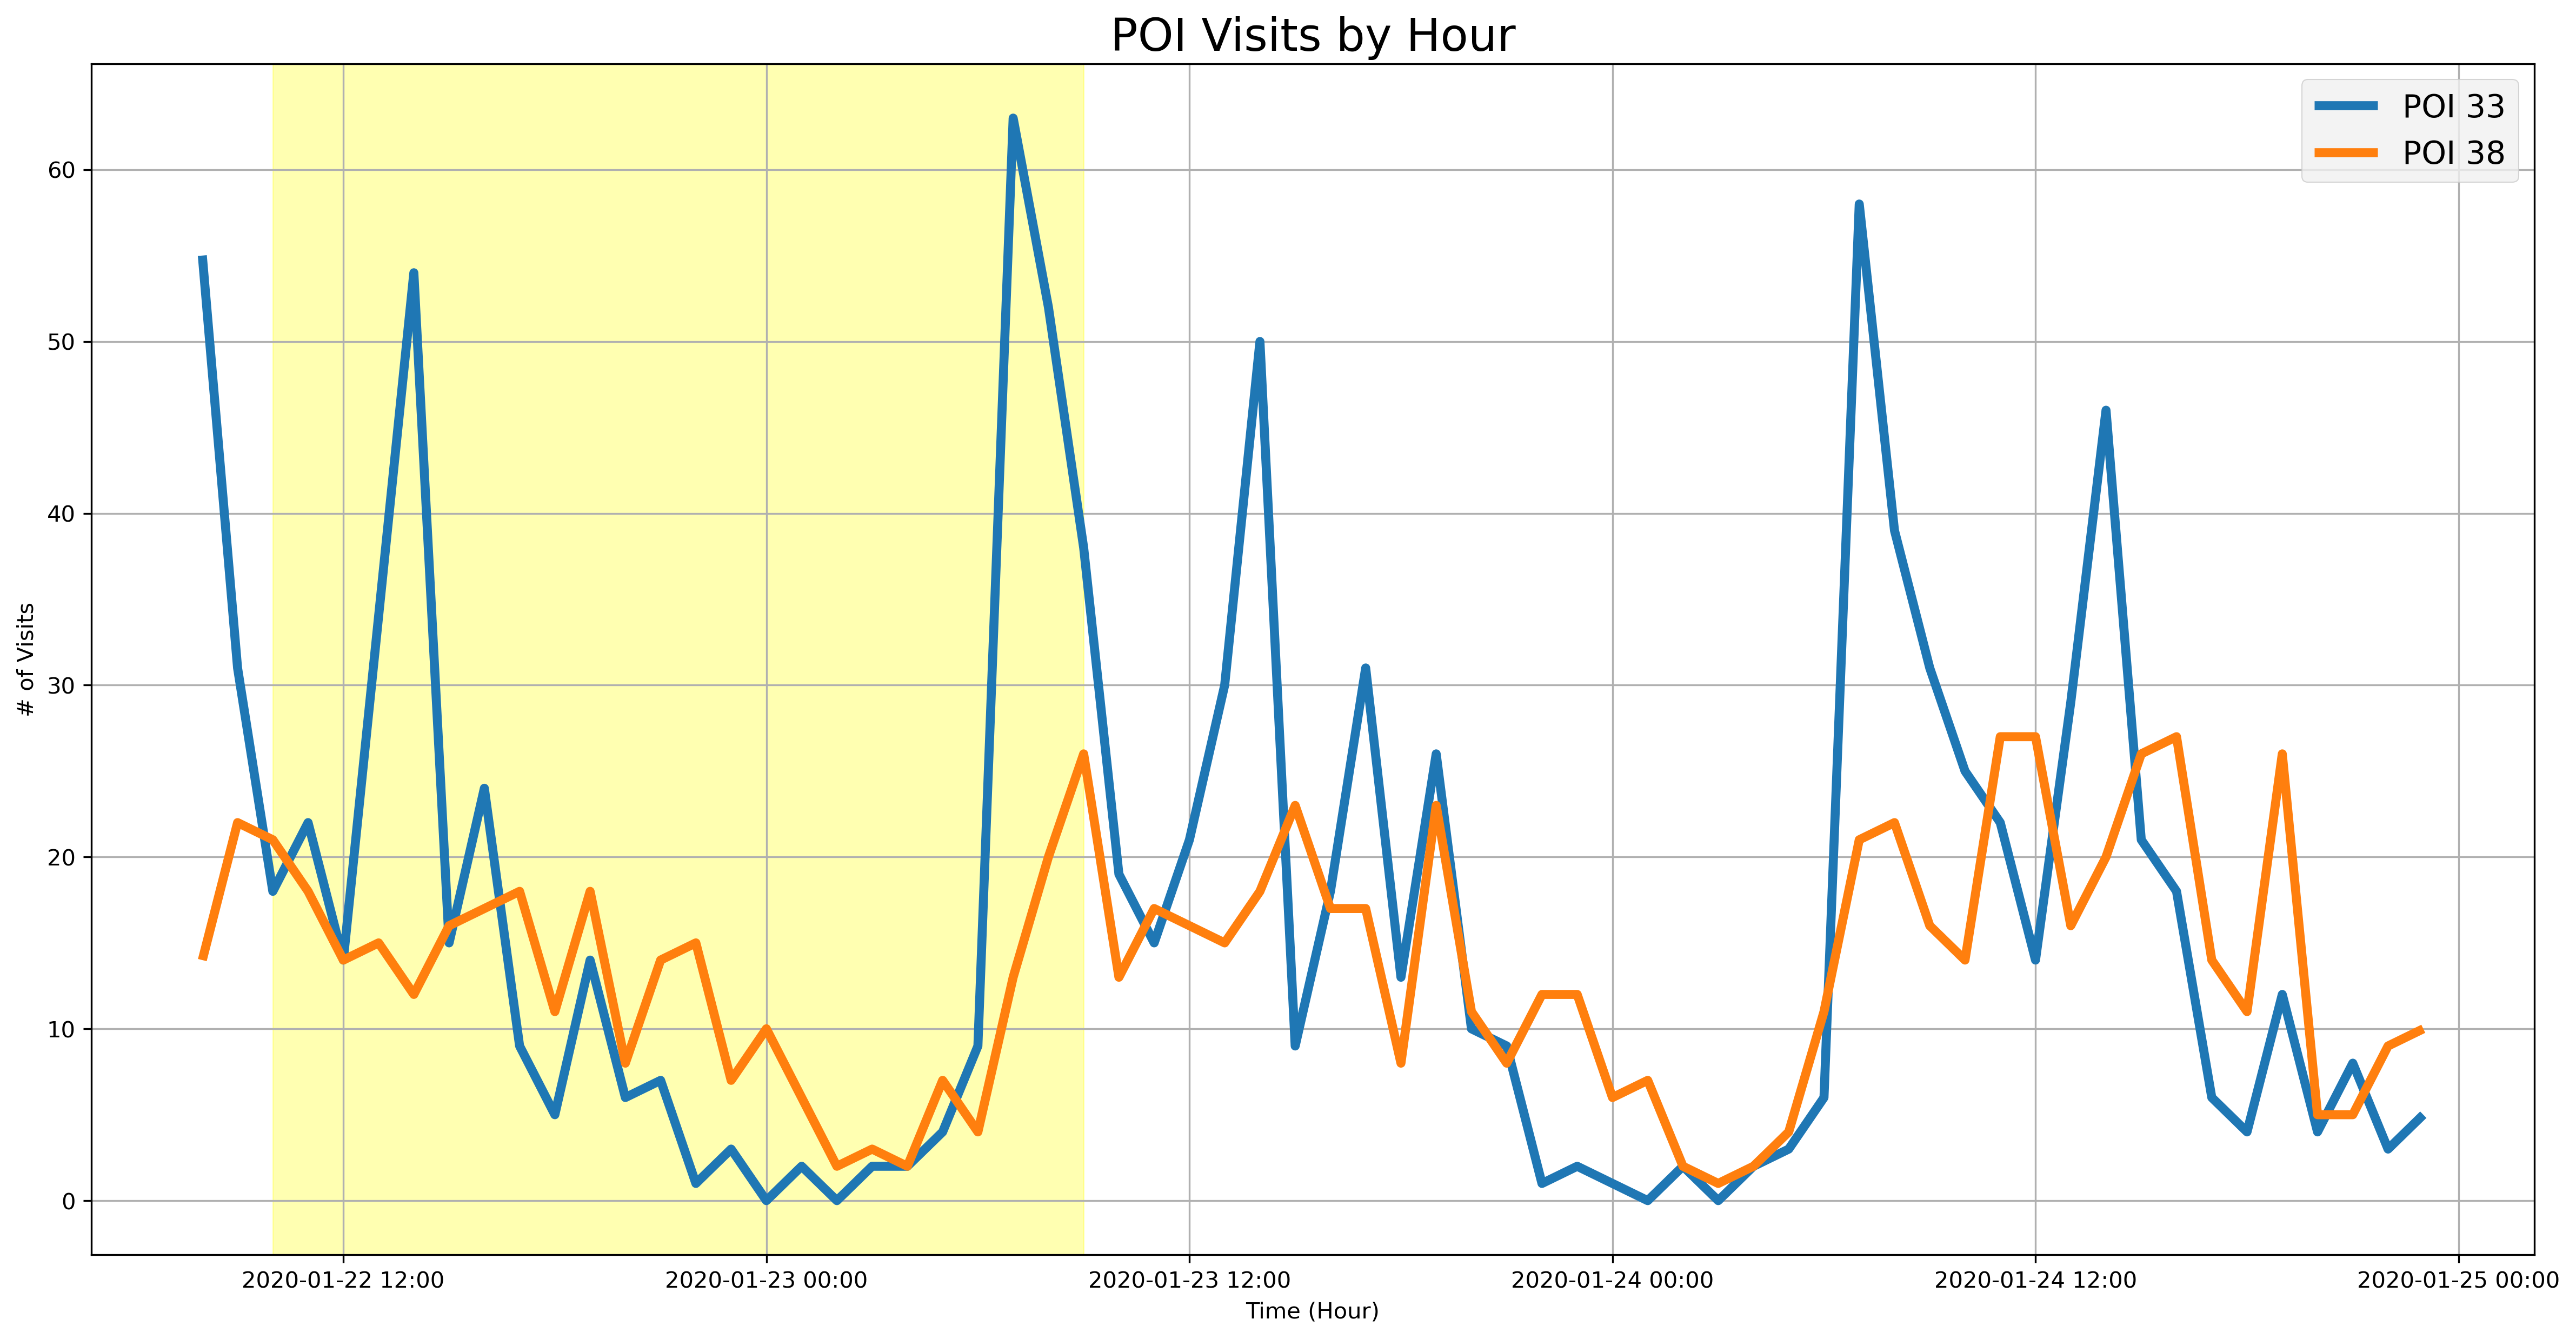 POI Visits by Hour
POI 33
POI 38
# of Visits
60
50
40
30
20
10
0
2020-01-22 12:00
2020-01-23 00:00
2020-01-23 12:00
2020-01-24 00:00
2020-01-24 12:00
2020-01-25 00:00
Time (Hour)